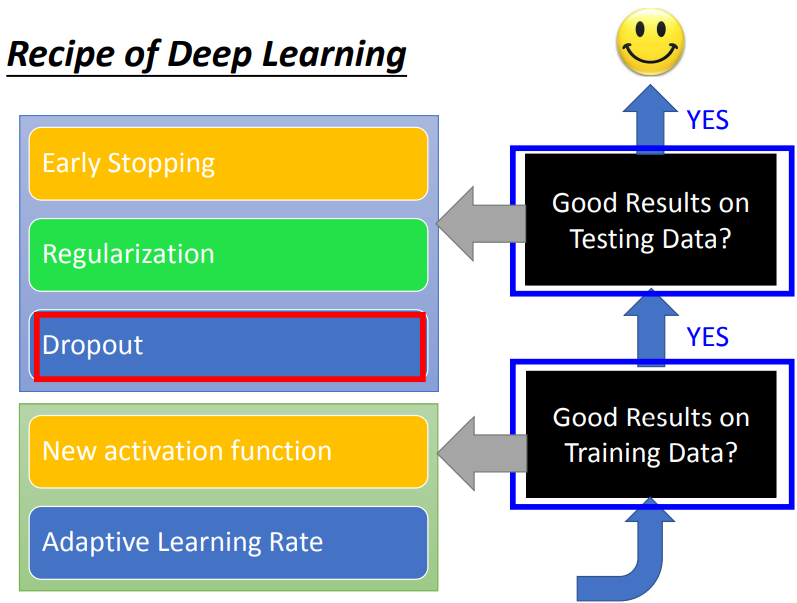 Recipe of Deep Learning
YES
Early Stopping
Good Results on
Testing Data?
Regularization
Dropout
YES
New activation function
Good Results on
Training Data?
Adaptive Learning Rate